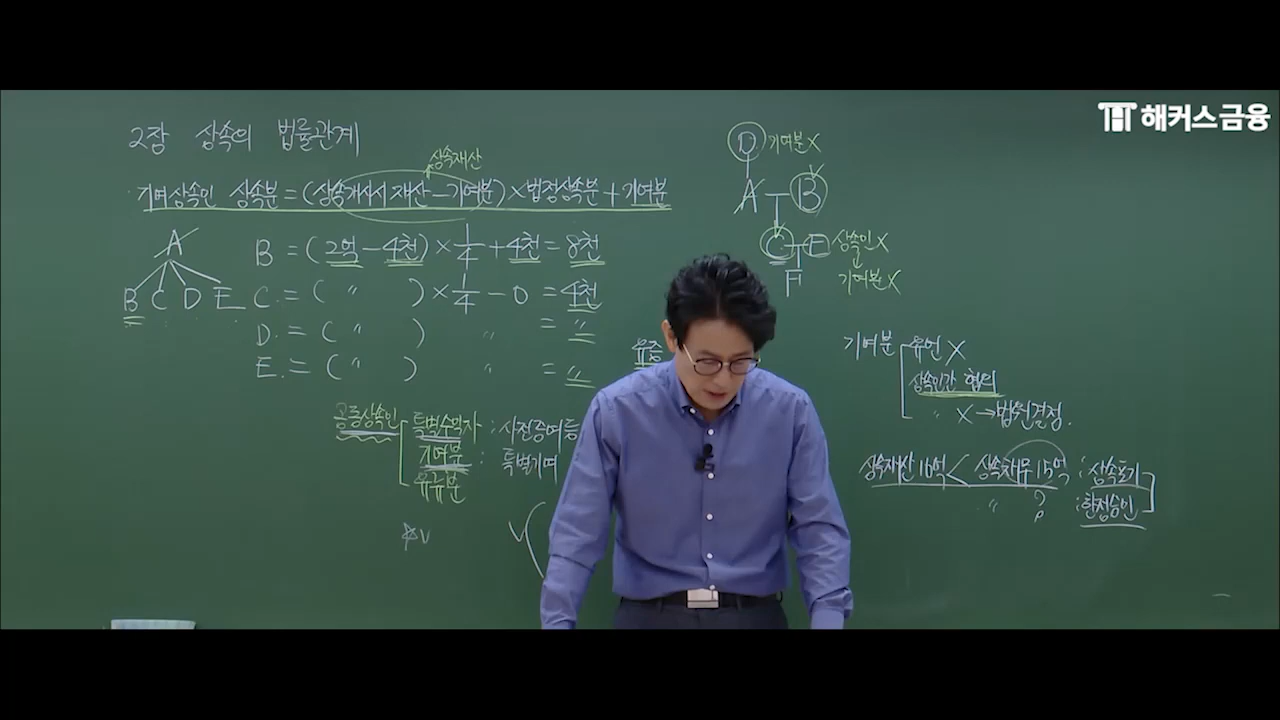 해커스금융
2장 상속의 법률관계
상속재산
기여상속인 상속분=(상속개시시 재산-기여분)×법정상속분+기여분
A
B C D E
B=(2억-4천)×1/4+4천=8천
C.=( 〃 )×1/4-0=4천
D.=( 〃 ) 〃 = 〃
E.=( 〃 ) 〃 = 〃
공동상속인
특별수익자 : 사전증여 등
기여분 : 특별기여
유류분
☆v
v
D 기여분X
A B
C E 상속인X
F 기여분X
기여분 유언 X
상속인간 협의
〃 X→법원결정.
상속재산 16억< 상속채무 15억 : 상속포기
〃 ? : 한정승인